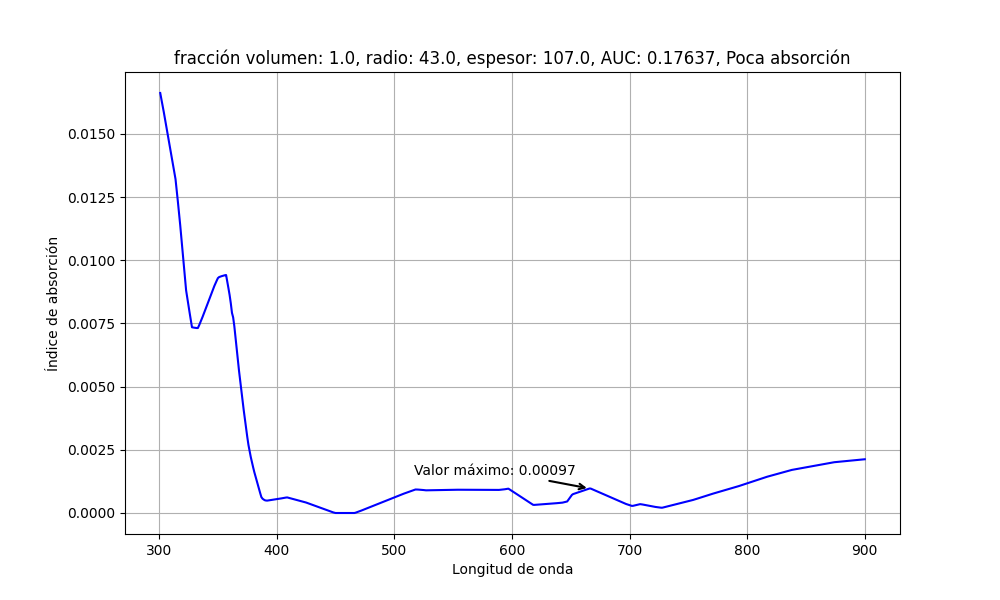 fracción volumen: 1.0, radio: 43.0, espesor: 107.0, AUC: 0.17637, Poca absorción
Índice de absorción
0.0150
0.0125
0.0100
0.0075
0.0050
0.0025
0.0000
Valor máximo: 0.00097
300 400 500 600 700 800 900
Longitud de onda